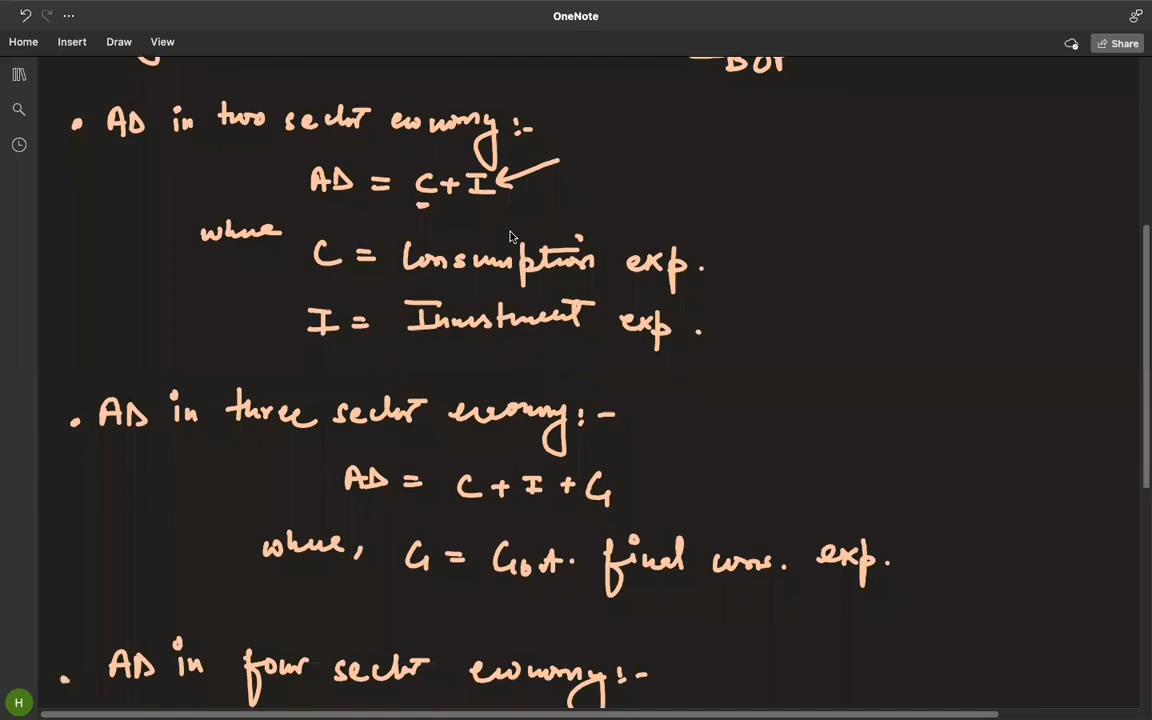 OneNote
Home Insert Draw View Share
BOP
• AD in two sector economy :-
AD = C + I
where
C = Consumption exp.
I = Investment exp.
• AD in three sector economy :-
AD = C + I + G
where, G = Govt. final cons. exp.
• AD in four sector economy :-
H